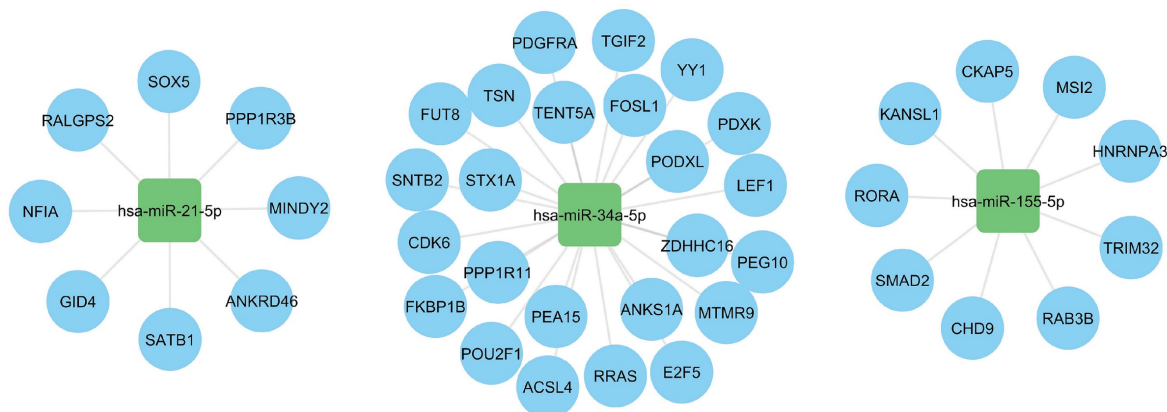 SOX5
RALGPS2
PPP1R3B
NFIA
hsa-miR-21-5p
MINDY2
GID4
ANKRD46
SATB1
PDGFRA
TGIF2
YY1
TSN
FUT8
TENT5A
FOSL1
PDXK
PODXL
SNTB2
STX1A
LEF1
hsa-miR-34a-5p
CDK6
ZDHHC16
PEG10
PPP1R11
FKBP1B
PEA15
ANKS1A
MTMR9
POU2F1
ACSL4
RRAS
E2F5
CKAP5
MSI2
KANSL1
HNRNPA3
RORA
hsa-miR-155-5p
TRIM32
SMAD2
CHD9
RAB3B